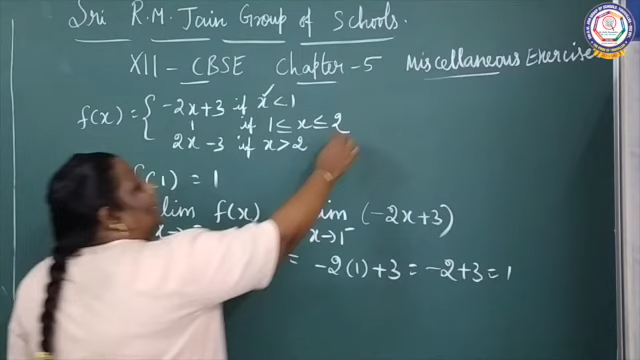 Sri R.M. Jain Group of Schools.
XII - CBSE Chapter - 5 Miscellaneous Exercise
f(x) = { -2x+3 if x < 1
1 if 1 ≤ x ≤ 2
2x - 3 if x > 2
f(1) = 1
lim f(x) lim (-2x+3)
x→1⁻
= -2(1)+3 = -2+3 = 1